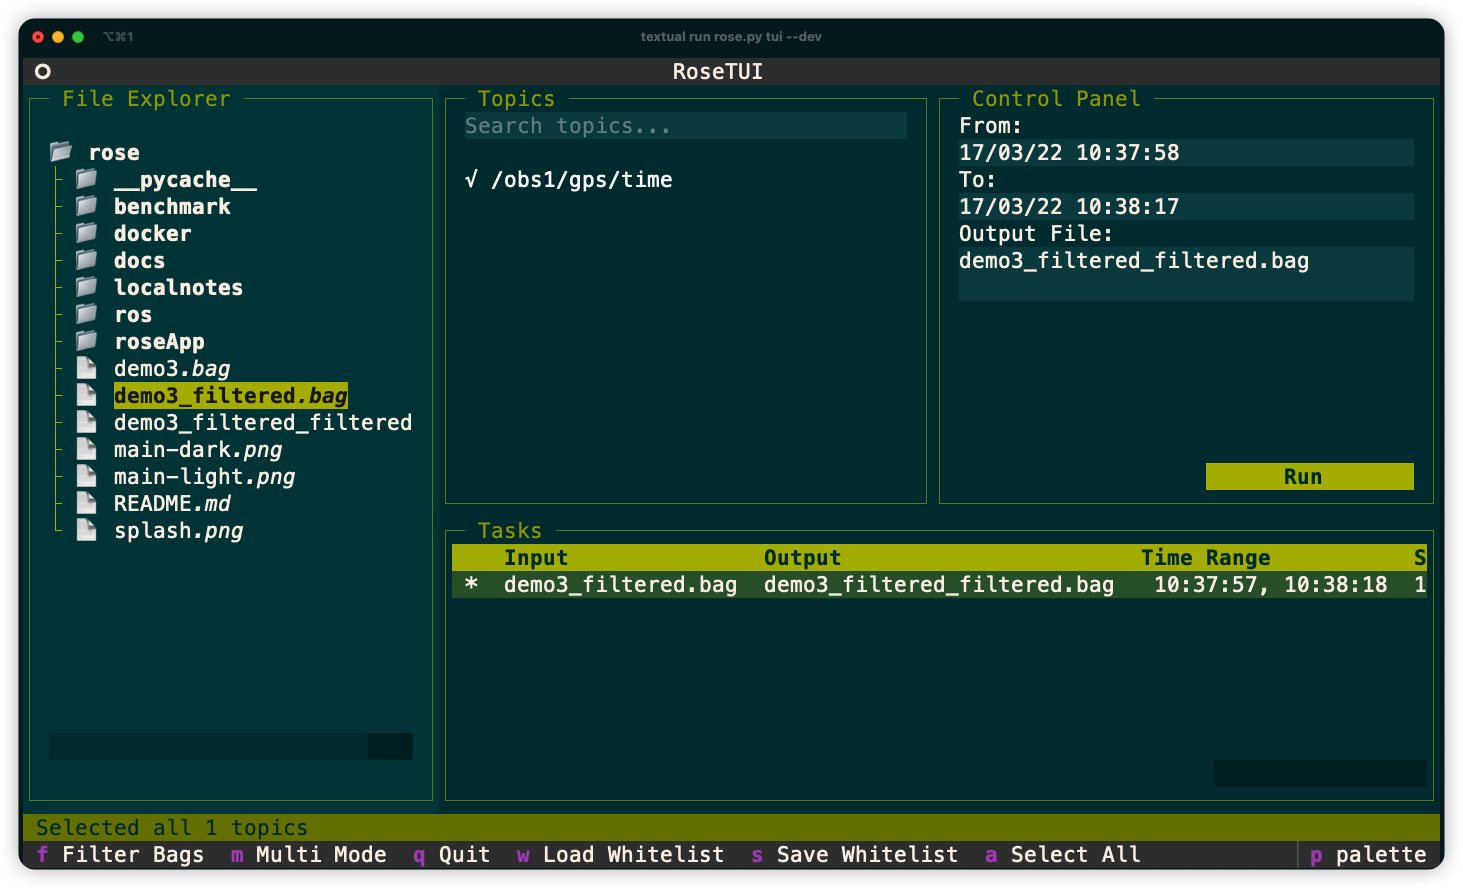 ⌥⌘1
textual run rose.py tui --dev
RoseTUI
File Explorer
rose
__pycache__
benchmark
docker
docs
localnotes
ros
roseApp
demo3.bag
demo3_filtered.bag
demo3_filtered_filtered
main-dark.png
main-light.png
README.md
splash.png
Topics
Search topics...
√ /obs1/gps/time
Control Panel
From:
17/03/22 10:37:58
To:
17/03/22 10:38:17
Output File:
demo3_filtered_filtered.bag
Run
Tasks
Input Output Time Range S
* demo3_filtered.bag demo3_filtered_filtered.bag 10:37:57, 10:38:18 1
Selected all 1 topics
f Filter Bags m Multi Mode q Quit w Load Whitelist s Save Whitelist a Select All p palette